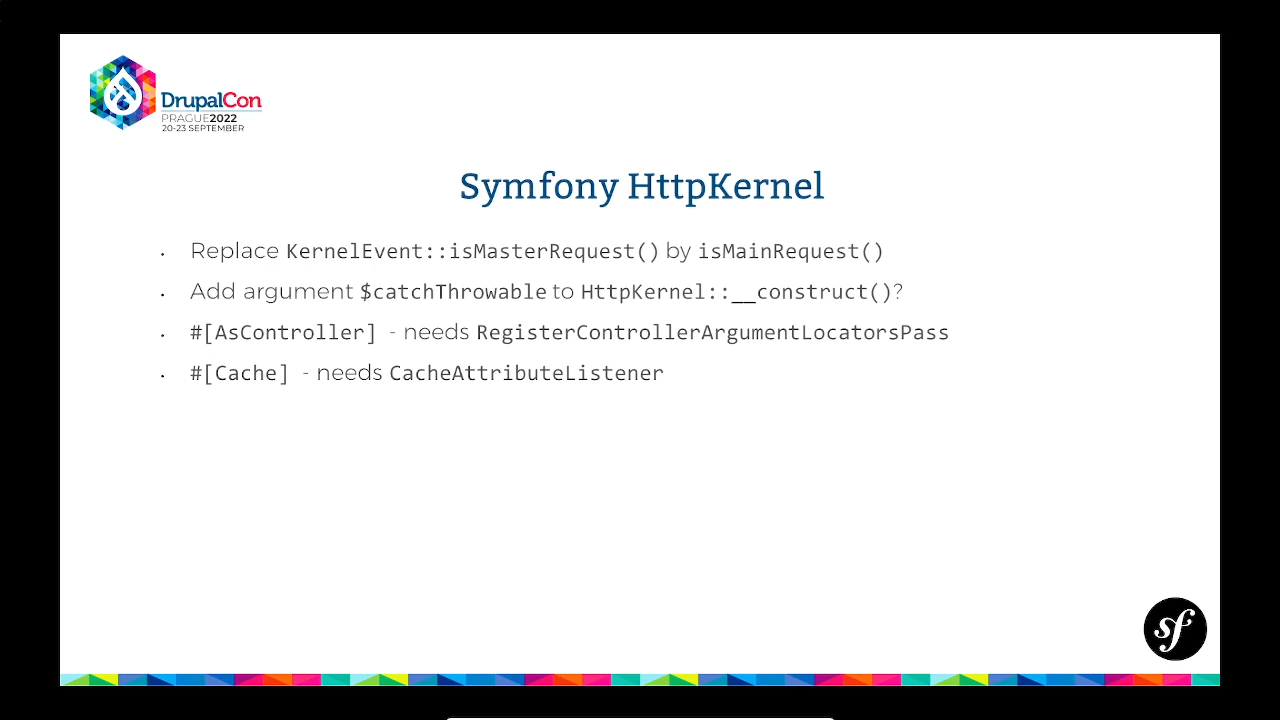 DrupalCon
PRAGUE2022
20-23 SEPTEMBER
Symfony HttpKernel
• Replace KernelEvent::isMasterRequest() by isMainRequest()
• Add argument $catchThrowable to HttpKernel::__construct()?
• #[AsController] - needs RegisterControllerArgumentLocatorsPass
• #[Cache] - needs CacheAttributeListener
sf